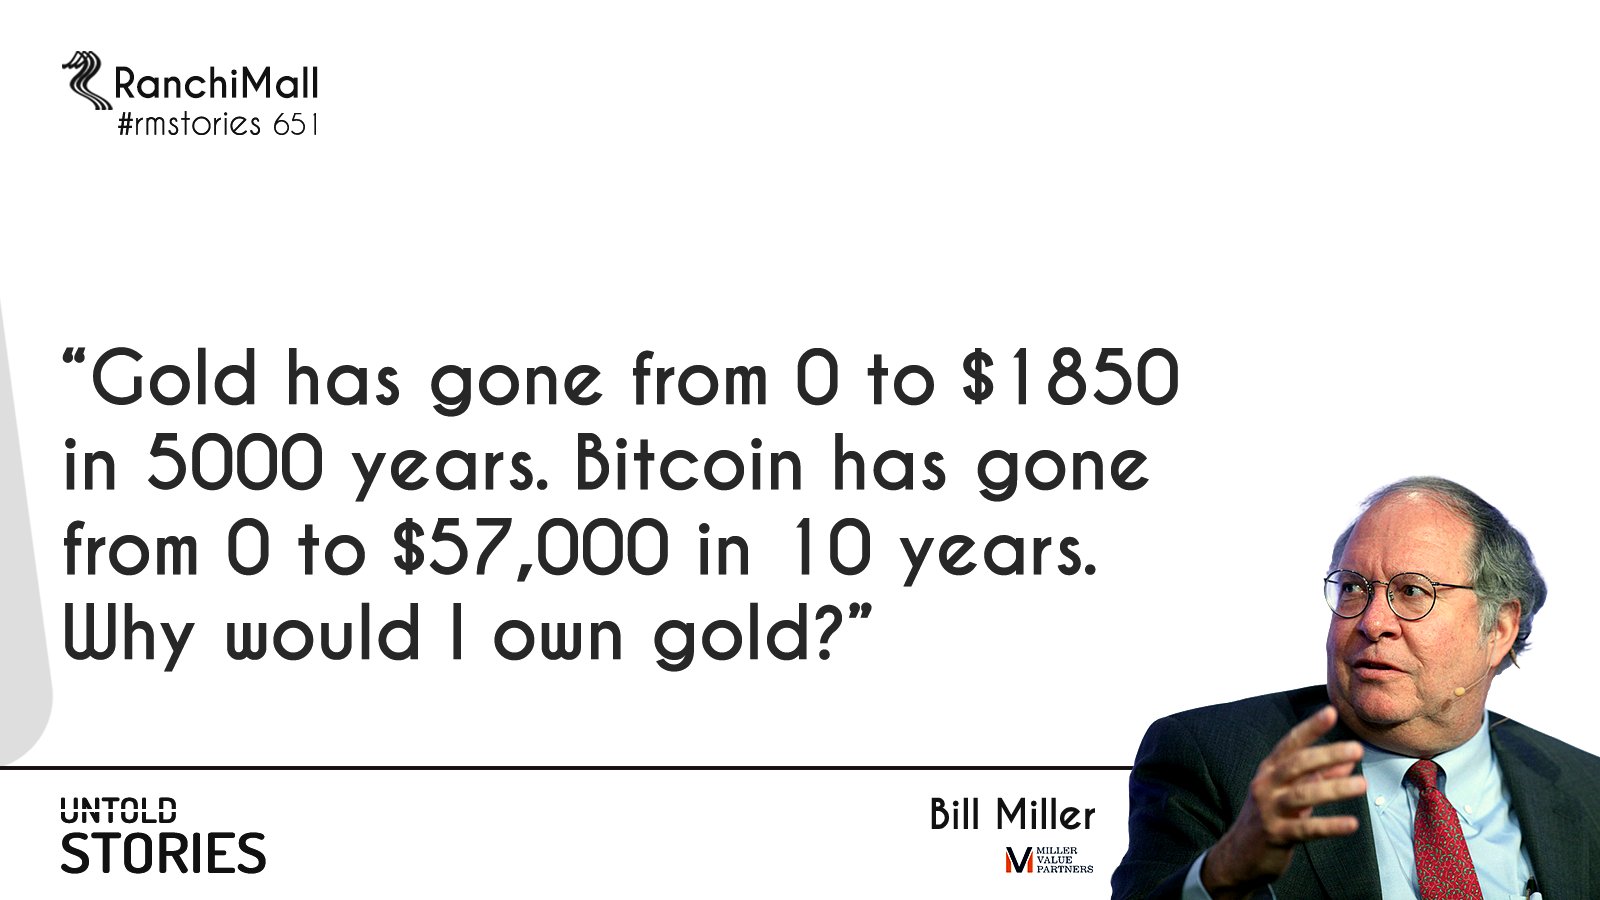 RanchiMall
#rmstories 651
“Gold has gone from 0 to $1850
in 5000 years. Bitcoin has gone
from 0 to $57,000 in 10 years.
Why would I own gold?”
UNTOLD
STORIES
Bill Miller
MILLER
VALUE
PARTNERS